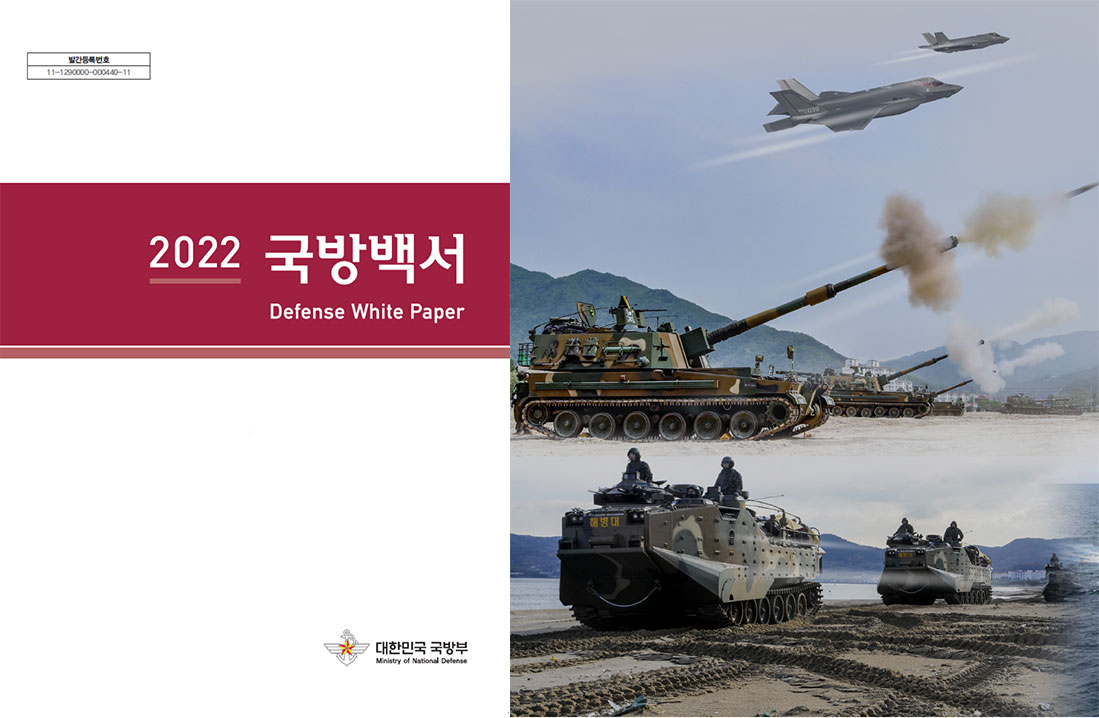 발간등록번호
11-1290000-000440-11
2022 국방백서
Defense White Paper
대한민국 국방부
Ministry of National Defense
해병대